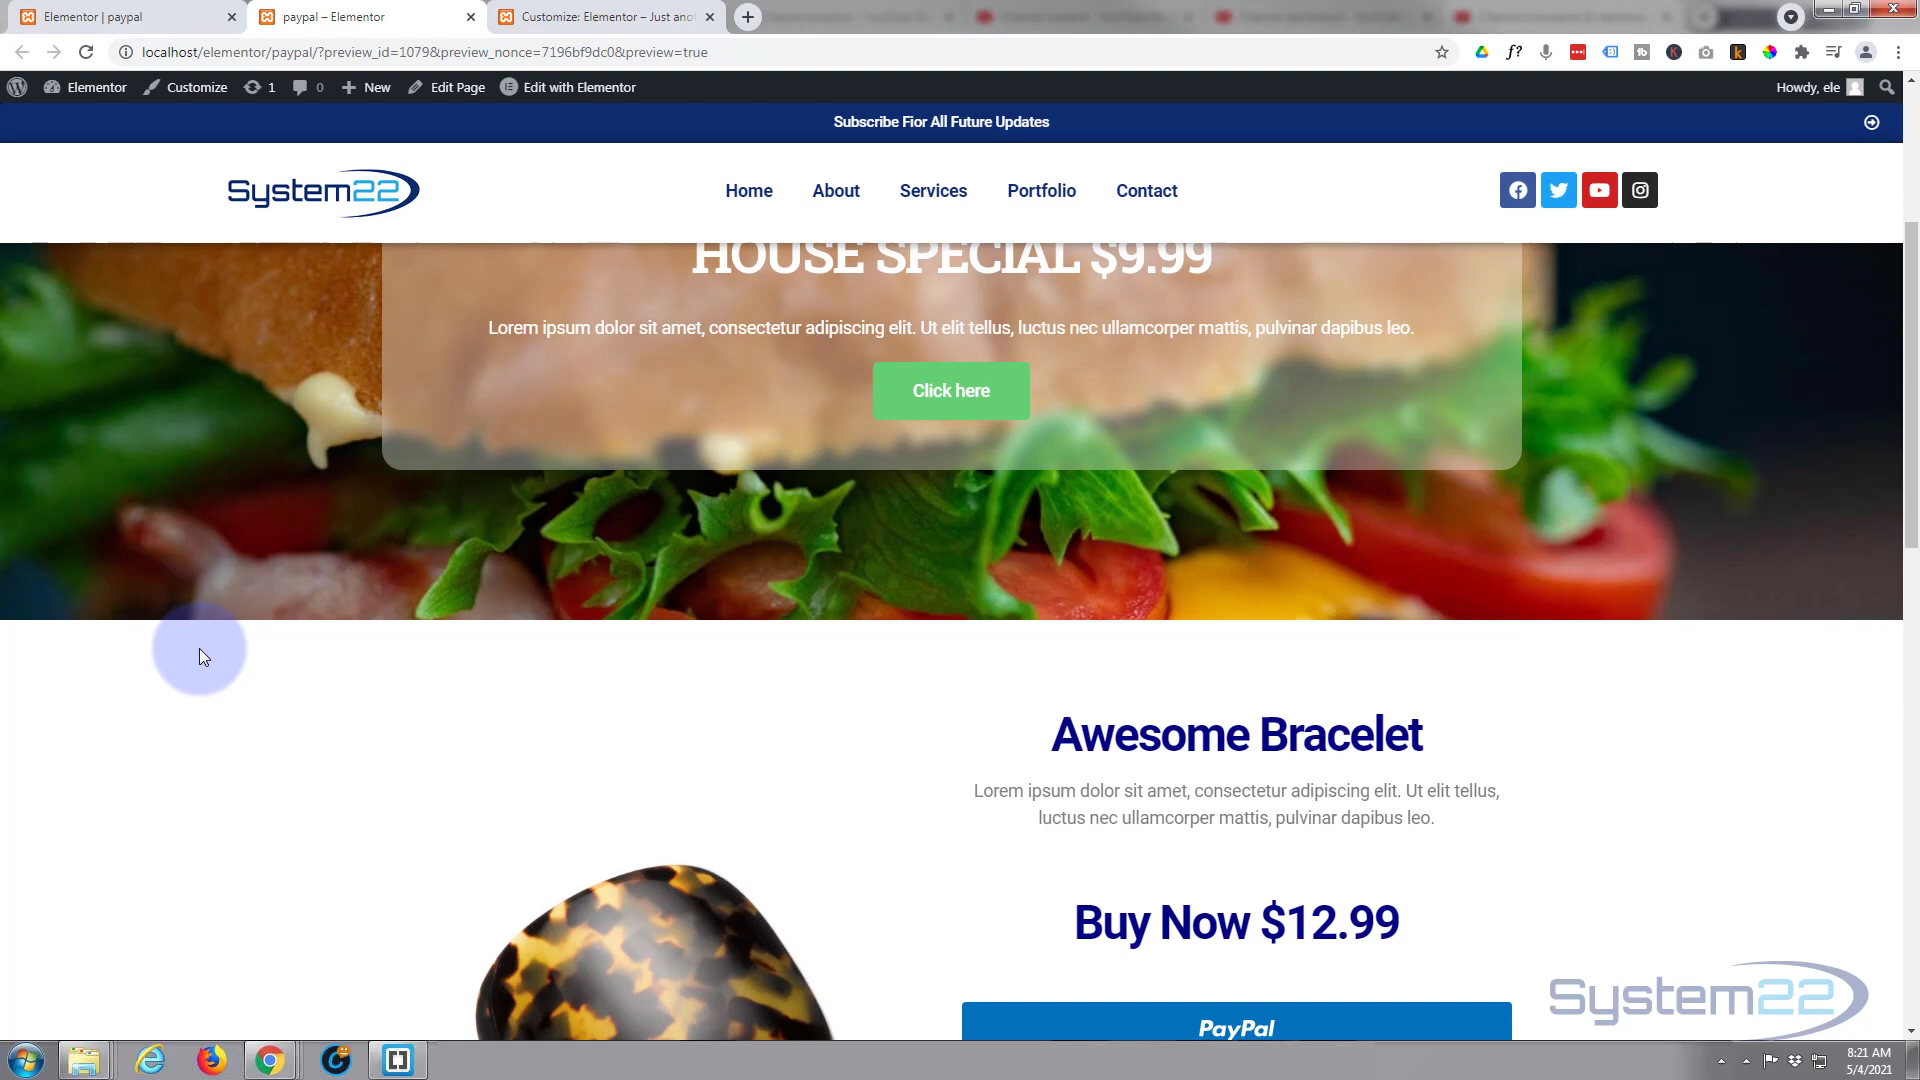 Elementor | paypal
paypal – Elementor
Customize: Elementor – Just ano
localhost/elementor/paypal/?preview_id=1079&preview_nonce=7196bf9dc0&preview=true
Elementor
Customize
1
0
New
Edit Page
Edit with Elementor
Howdy, ele
Subscribe Fior All Future Updates
System22
Home
About
Services
Portfolio
Contact
HOUSE SPECIAL $9.99
Lorem ipsum dolor sit amet, consectetur adipiscing elit. Ut elit tellus, luctus nec ullamcorper mattis, pulvinar dapibus leo.
Click here
Awesome Bracelet
Lorem ipsum dolor sit amet, consectetur adipiscing elit. Ut elit tellus,
luctus nec ullamcorper mattis, pulvinar dapibus leo.
Buy Now $12.99
PayPal
System22
8:21 AM
5/4/2021